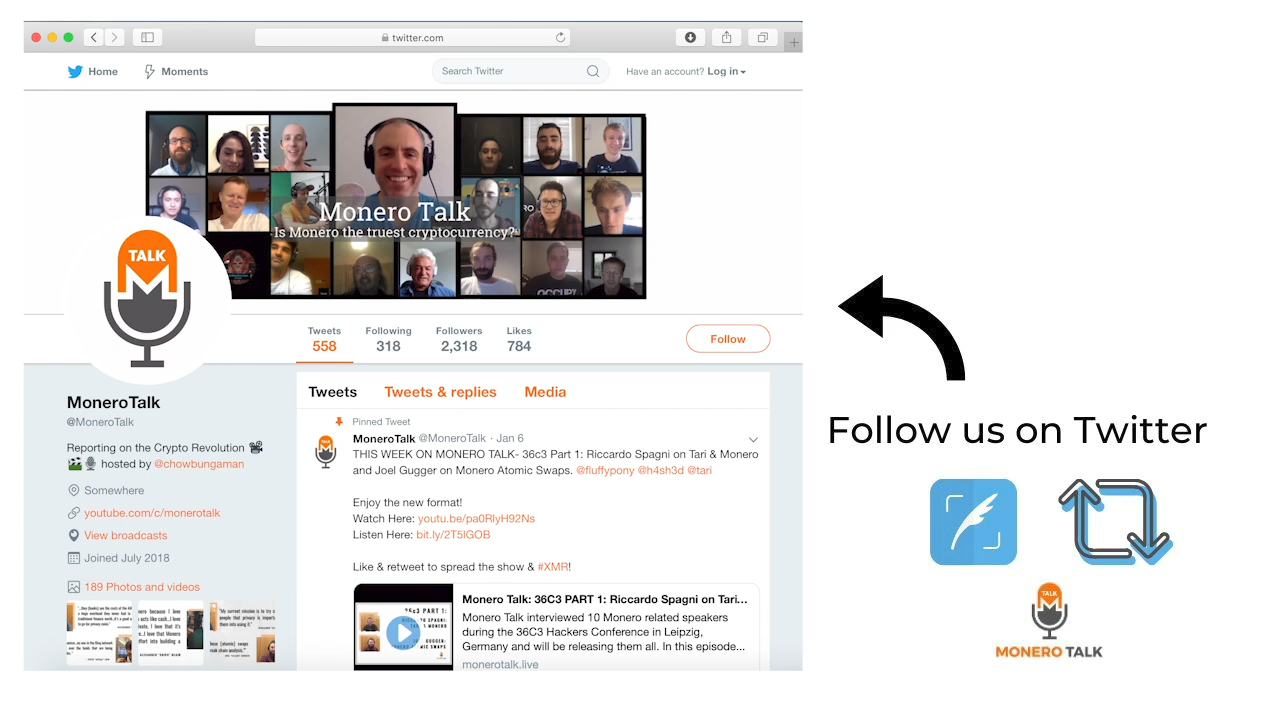 twitter.com
Home
Moments
Search Twitter
Have an account? Log in
Monero Talk
Is Monero the truest cryptocurrency?
OCCUPY
TALK
Tweets Following Followers Likes
558 318 2,318 784
Follow
MoneroTalk
@MoneroTalk
Reporting on the Crypto Revolution
hosted by @chowbungaman
Somewhere
youtube.com/c/monerotalk
View broadcasts
Joined July 2018
189 Photos and videos
Tweets Tweets & replies Media
Pinned Tweet
MoneroTalk @MoneroTalk · Jan 6
THIS WEEK ON MONERO TALK- 36c3 Part 1: Riccardo Spagni on Tari & Monero
and Joel Gugger on Monero Atomic Swaps. @fluffypony @h4sh3d @tari
Enjoy the new format!
Watch Here: youtu.be/pa0RlyH92Ns
Listen Here: bit.ly/2T5IGOB
Like & retweet to spread the show & #XMR!
Monero Talk: 36C3 PART 1: Riccardo Spagni on Tari...
Monero Talk interviewed 10 Monero related speakers
during the 36C3 Hackers Conference in Leipzig,
Germany and will be releasing them all. In this episode...
monerotalk.live
Follow us on Twitter
TALK
MONERO TALK